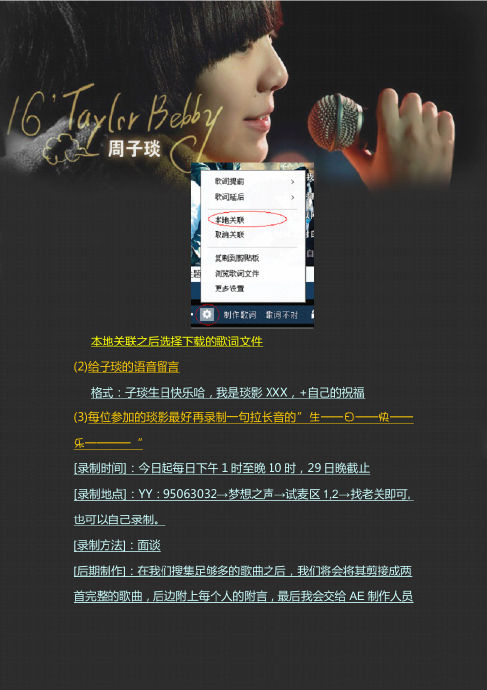 16' Taylor Bebby
周子琰
歌词提前 >
歌词延后 >
本地关联
取消关联
复制到剪贴板
浏览歌词文件
更多设置
制作歌词 歌词不对
本地关联之后选择下载的歌词文件
(2)给子琰的语音留言
格式：子琰生日快乐哈，我是琰影 XXX，+自己的祝福
(3)每位参加的琰影最好再录制一句拉长音的”生——日——快——
乐———— “
[录制时间]：今日起每日下午 1 时至晚 10 时，29 日晚截止
[录制地点]：YY：95063032→梦想之声→试麦区 1,2→找老关即可,
也可以自己录制。
[录制方法]：面谈
[后期制作]：在我们搜集足够多的歌曲之后，我们将会将其剪接成两
首完整的歌曲，后边附上每个人的附言，最后我会交给 AE 制作人员